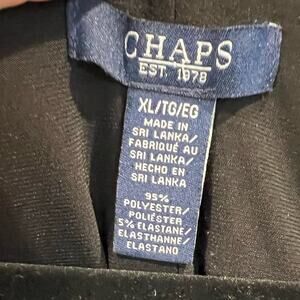 CHAPS
EST. 1978
XL/TG/EG
MADE IN
SRI LANKA/
FABRIQUÉ AU
SRI LANKA/
HECHO EN
SRI LANKA
95%
POLYESTER/
POLIÉSTER
5% ELASTANE/
ELASTHANNE/
ELASTANO